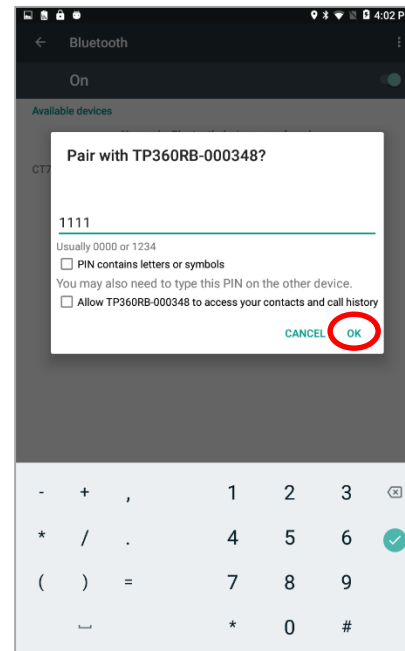 4:02 P
Bluetooth
On
Available devices
CT7
Pair with TP360RB-000348?
1111
Usually 0000 or 1234
PIN contains letters or symbols
You may also need to type this PIN on the other device.
Allow TP360RB-000348 to access your contacts and call history
CANCEL OK
- + , 1 2 3
* / . 4 5 6
( ) = 7 8 9
* 0 #